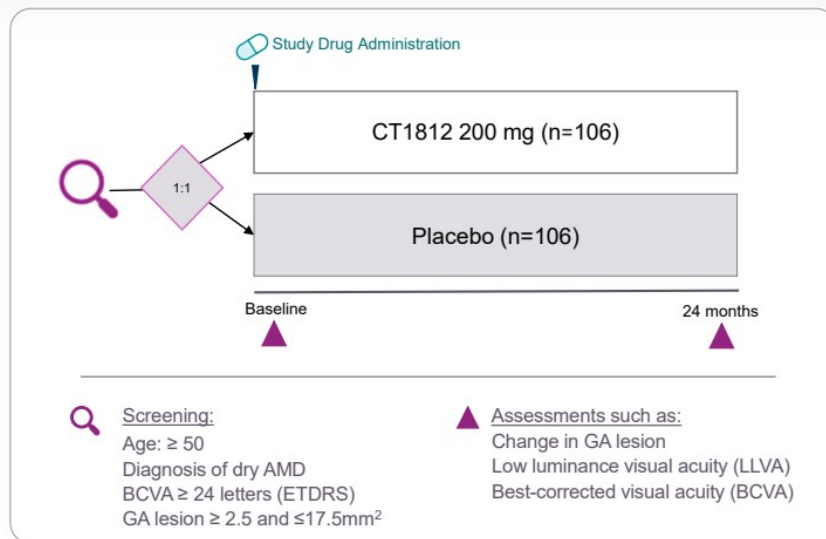 Study Drug Administration
CT1812 200 mg (n=106)
1:1
Placebo (n=106)
Baseline
24 months
Screening:
Age: ≥ 50
Diagnosis of dry AMD
BCVA ≥ 24 letters (ETDRS)
GA lesion ≥ 2.5 and ≤17.5mm²
Assessments such as:
Change in GA lesion
Low luminance visual acuity (LLVA)
Best-corrected visual acuity (BCVA)